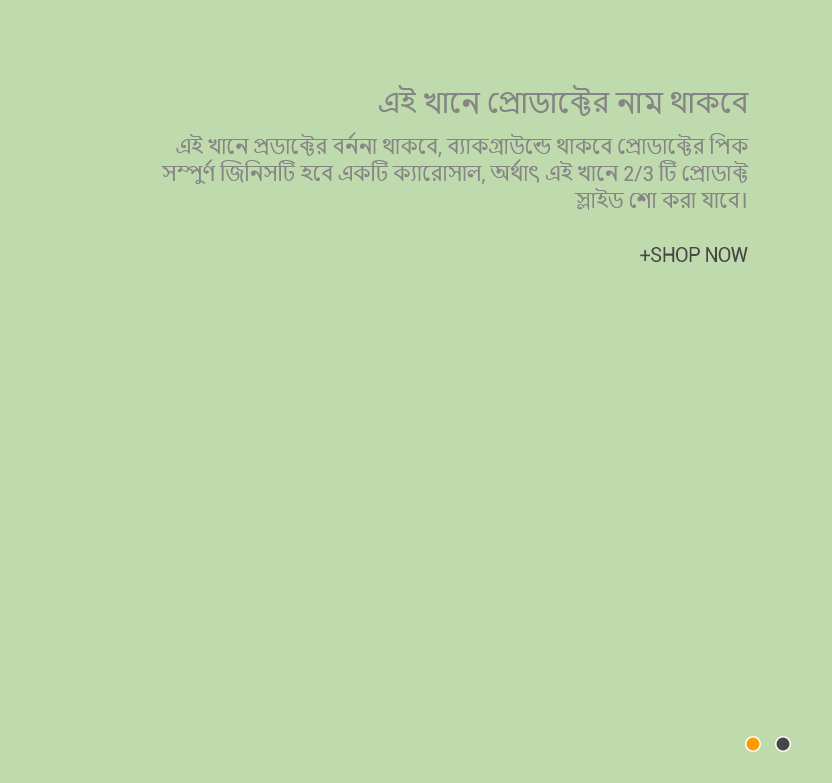 এই খানে প্রোডাক্টের নাম থাকবে
এই খানে প্রডাক্টের বর্ননা থাকবে, ব্যাকগ্রাউন্ডে থাকবে প্রোডাক্টের পিক
সম্পুর্ণ জিনিসটি হবে একটি ক্যারোসাল, অর্থাৎ এই খানে 2/3 টি প্রোডাক্ট
স্লাইড শো করা যাবে।
+SHOP NOW